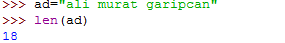 >>> ad="ali murat garipcan"
>>> len(ad)
18